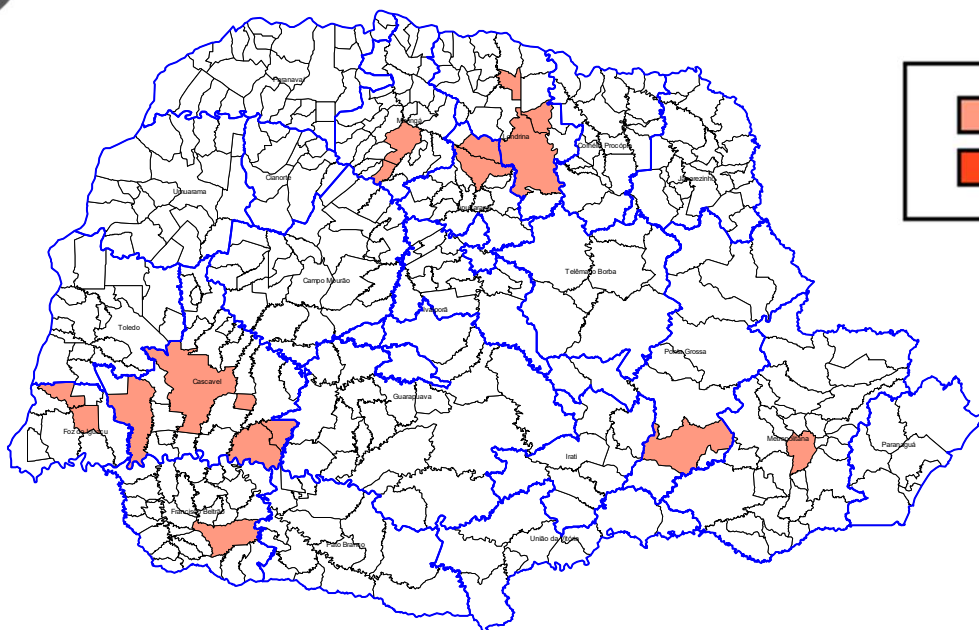 Paranavaí
Maringá
Londrina
Cornélio Procópio
Cianorte
Jacarezinho
Umuarama
Apucarana
Telêmaco Borba
Campo Mourão
Ivaiporã
Toledo
Ponta Grossa
Cascavel
Guarapuava
Foz do Iguaçu
Metropolitana
Paranaguá
Irati
Francisco Beltrão
União da Vitória
Pato Branco